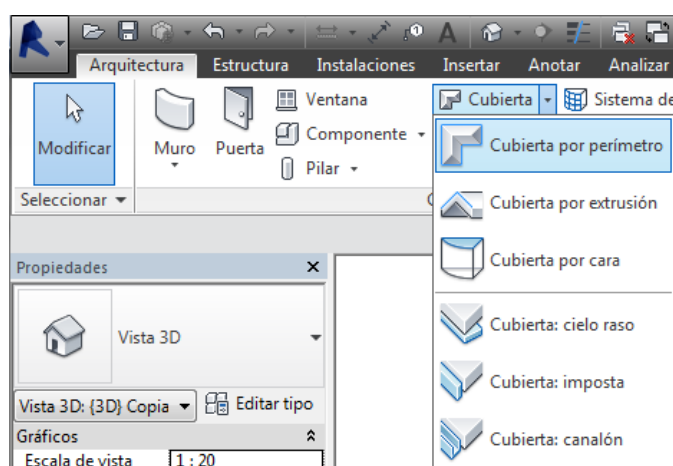 Arquitectura Estructura Instalaciones Insertar Anotar Analizar
Modificar
Muro
Puerta
Ventana
Componente
Pilar
Cubierta
Sistema de
Seleccionar
Cubierta por perímetro
Cubierta por extrusión
Cubierta por cara
Cubierta: cielo raso
Cubierta: imposta
Cubierta: canalón
Propiedades
Vista 3D
Vista 3D: {3D} Copia
Editar tipo
Gráficos
Escala de vista 1 : 20